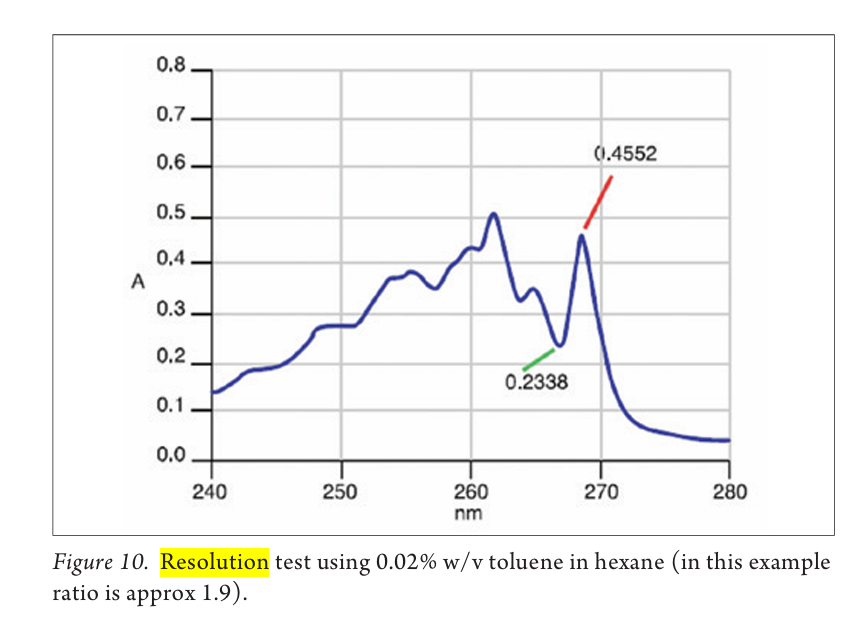 0.8
0.7
0.6
0.4552
0.5
0.4
A
0.3
0.2
0.2338
0.1
0.0
240 250 260 270 280
nm
Figure 10. Resolution test using 0.02% w/v toluene in hexane (in this example
ratio is approx 1.9).